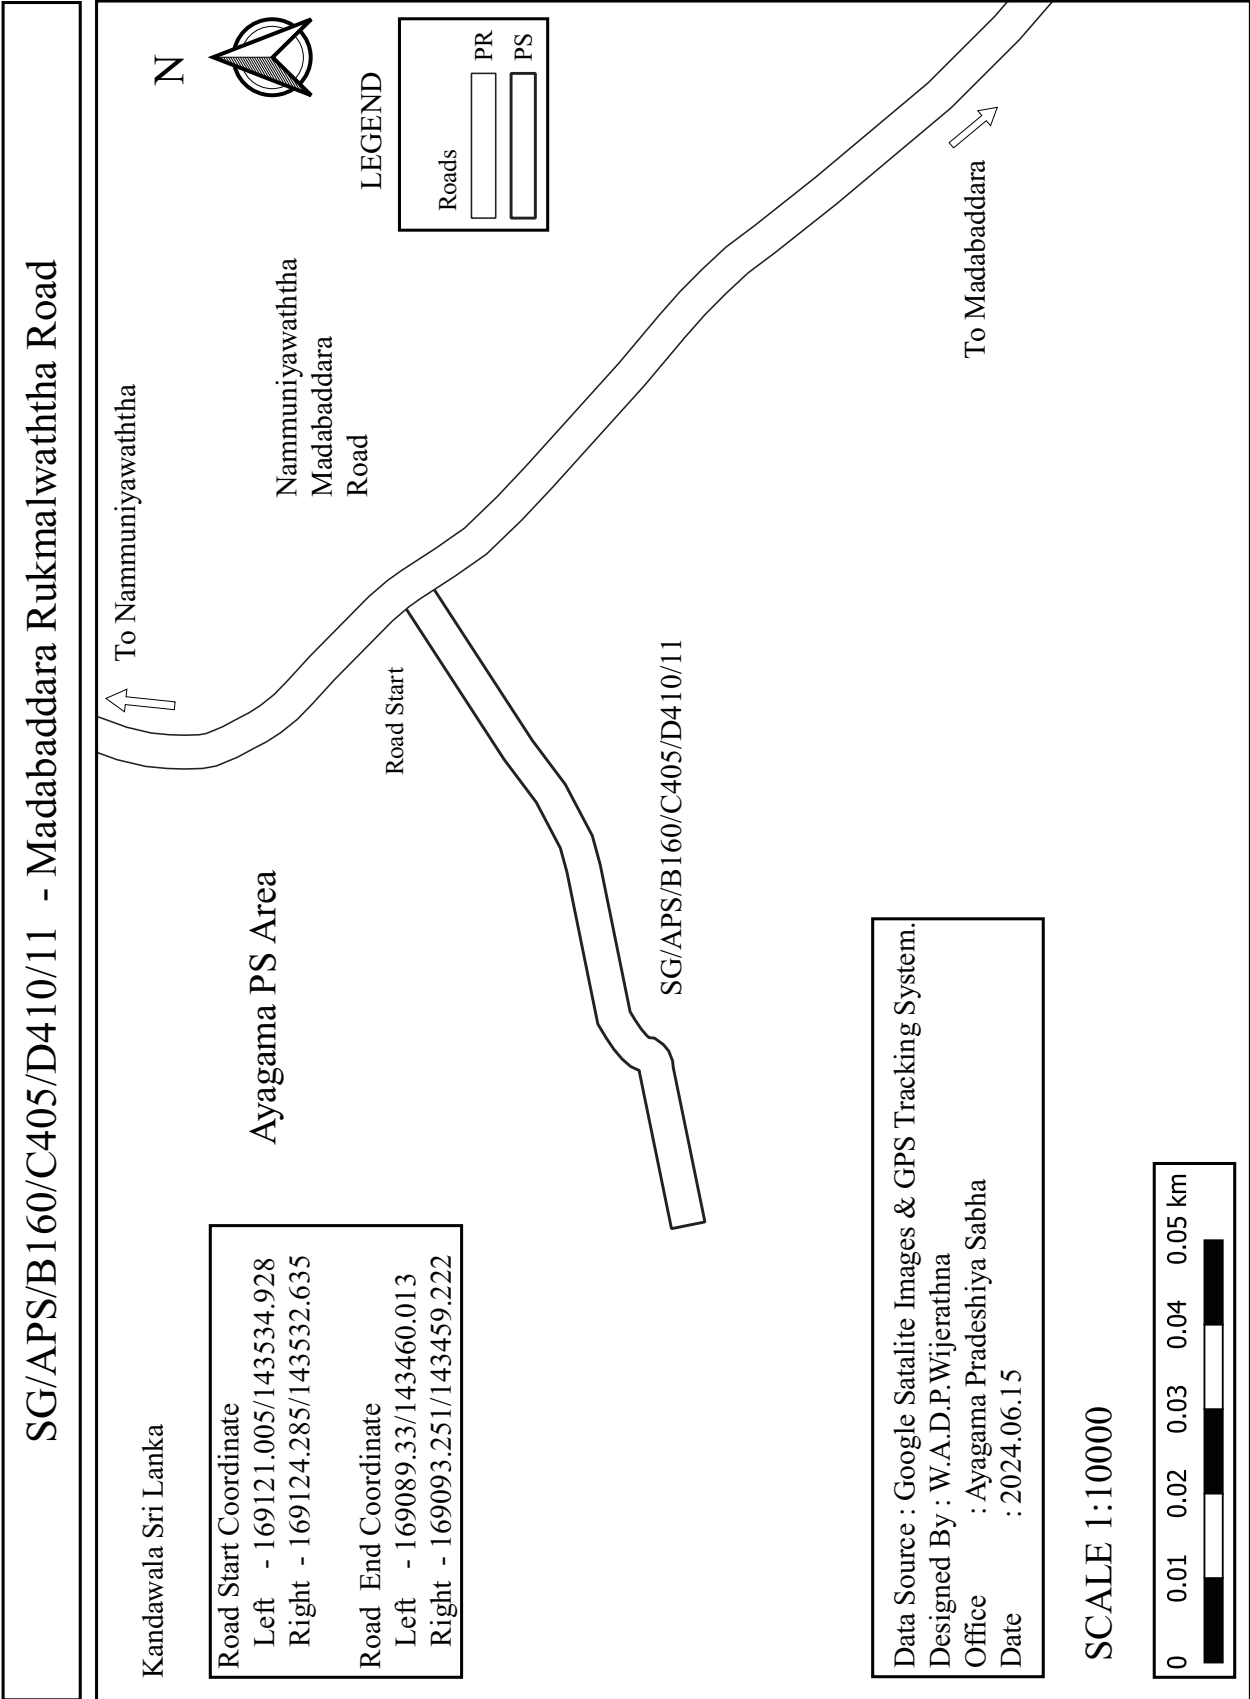 SG/APS/B160/C405/D410/11 - Madabaddara Rukmalwaththa Road
Kandawala Sri Lanka
To Nammuniyawaththa
N
Road Start Coordinate
Left - 169121.005/143534.928
Right - 169124.285/143532.635
Road End Coordinate
Left - 169089.33/143460.013
Right - 169093.251/143459.222
Ayagama PS Area
Nammuniyawaththa
Madabaddara
Road
LEGEND
Roads
PR
PS
Road Start
SG/APS/B160/C405/D410/11
To Madabaddara
Data Source : Google Satalite Images & GPS Tracking System.
Designed By : W.A.D.P.Wijerathna
Office : Ayagama Pradeshiya Sabha
Date : 2024.06.15
SCALE 1:10000
0 0.01 0.02 0.03 0.04 0.05 km